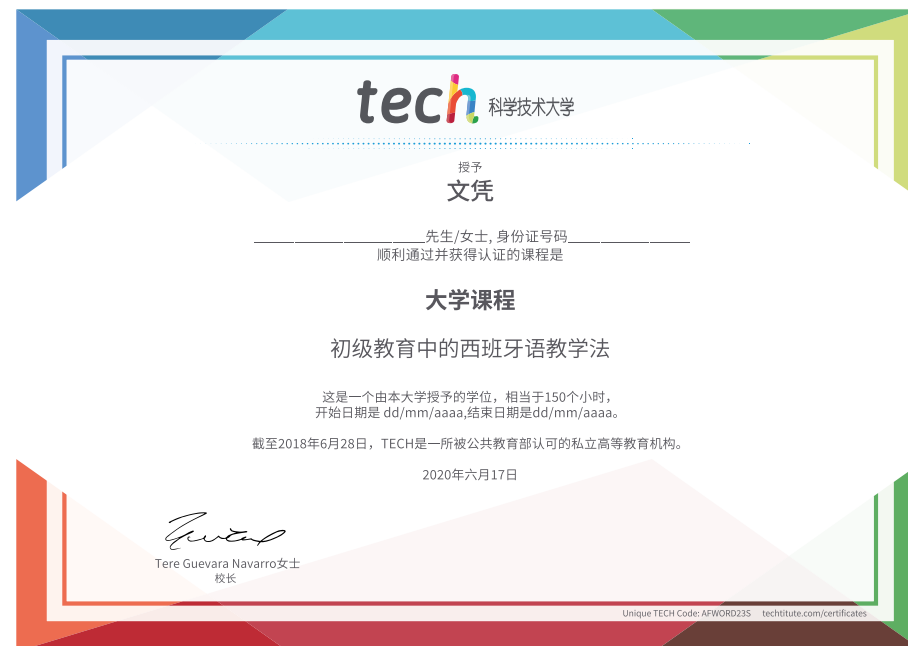 tech 科学技术大学
授予
文凭
先生/女士, 身份证号码
顺利通过并获得认证的课程是
大学课程
初级教育中的西班牙语教学法
这是一个由本大学授予的学位，相当于150个小时，
开始日期是 dd/mm/aaaa,结束日期是dd/mm/aaaa。
截至2018年6月28日，TECH是一所被公共教育部认可的私立高等教育机构。
2020年六月17日
Tere Guevara Navarro女士
校长
Unique TECH Code: AFWORD23S techtitute.com/certificates